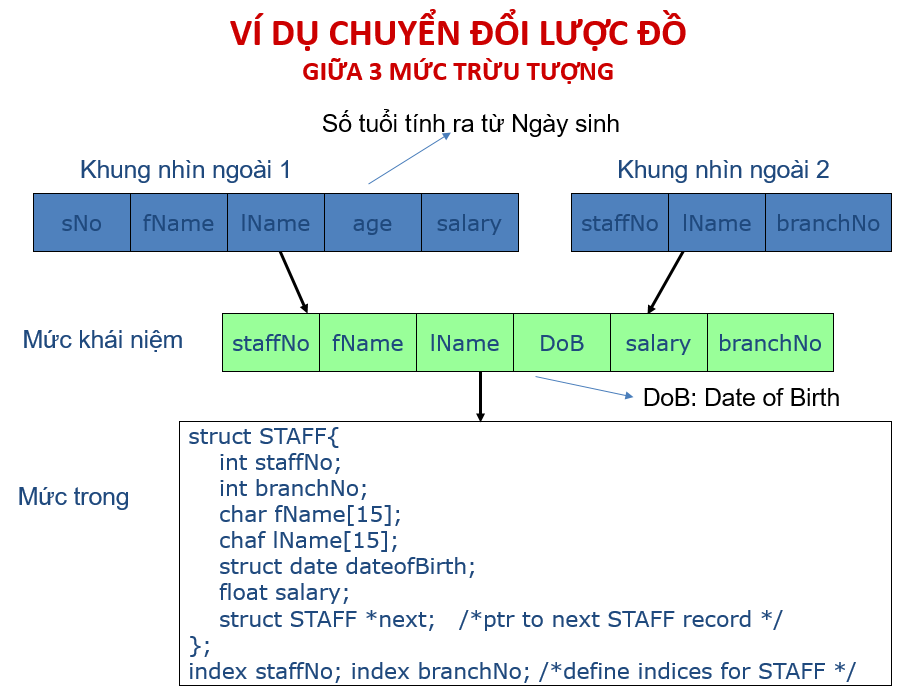 VÍ DỤ CHUYỂN ĐỔI LƯỢC ĐỒ
GIỮA 3 MỨC TRỪU TƯỢNG
Số tuổi tính ra từ Ngày sinh
Khung nhìn ngoài 1
Khung nhìn ngoài 2
sNo fName lName age salary
staffNo lName branchNo
Mức khái niệm
staffNo fName lName DoB salary branchNo
DoB: Date of Birth
Mức trong
struct STAFF{
int staffNo;
int branchNo;
char fName[15];
chaf lName[15];
struct date dateofBirth;
float salary;
struct STAFF *next; /*ptr to next STAFF record */
};
index staffNo; index branchNo; /*define indices for STAFF */